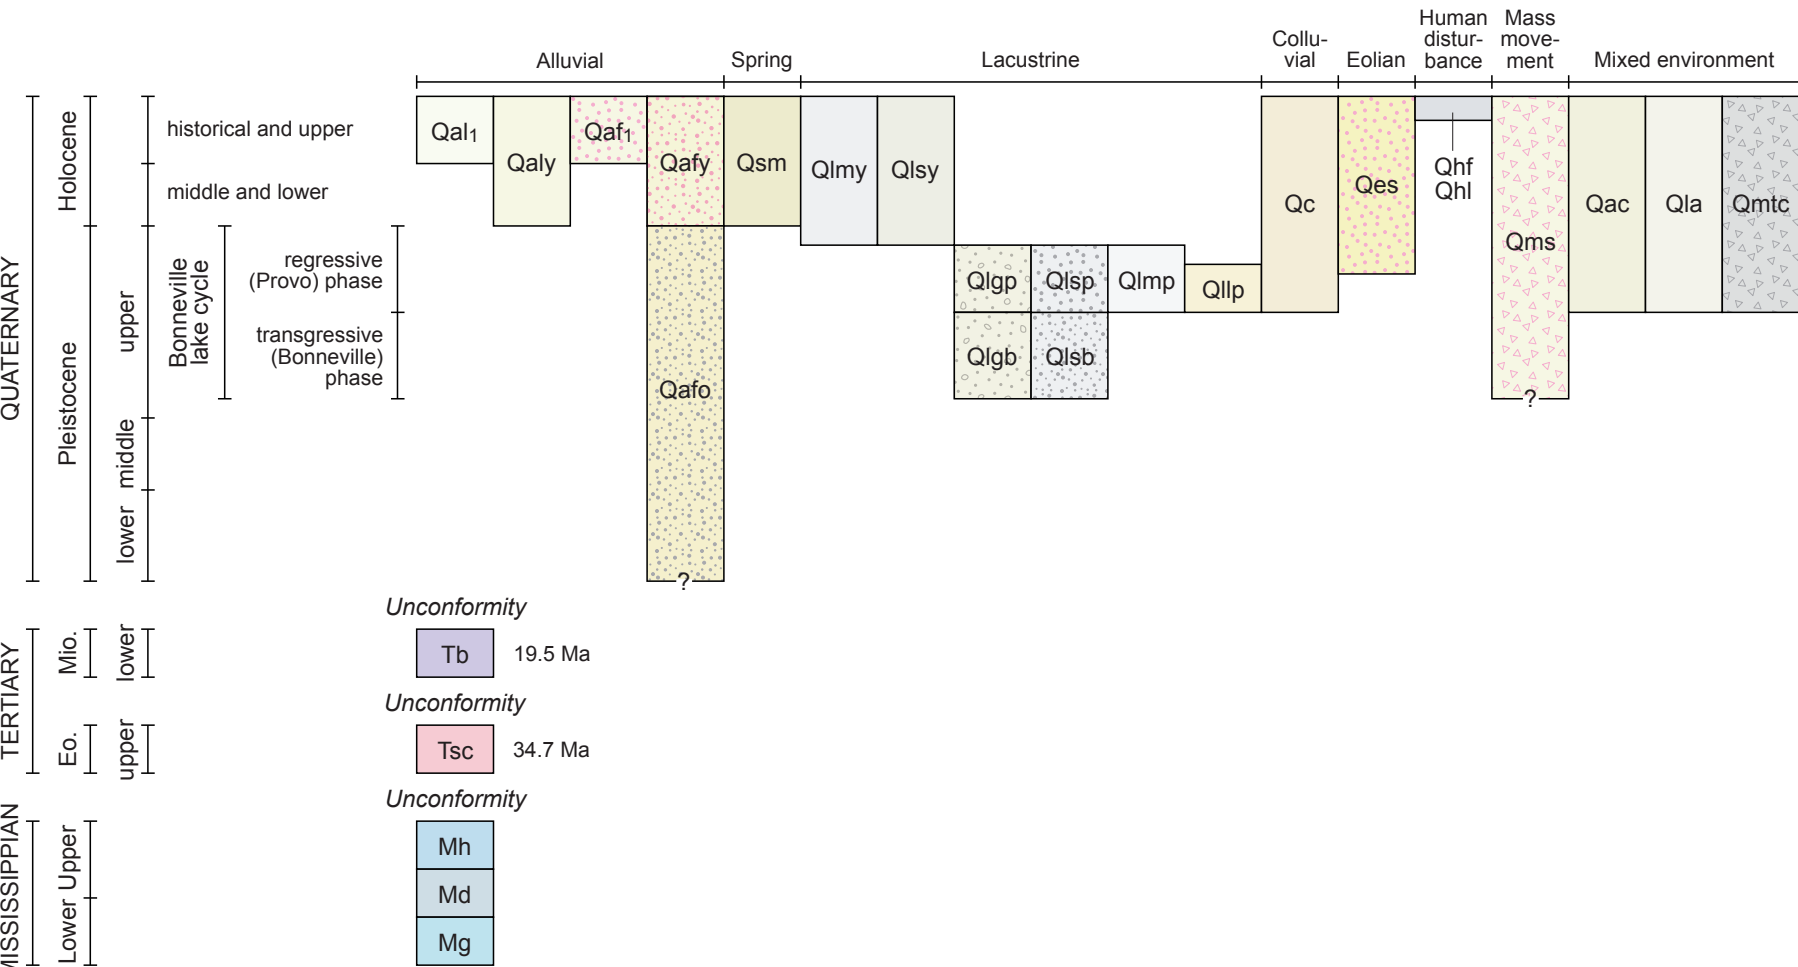 Alluvial
Spring
Lacustrine
Collu-
vial
Eolian
Human
distur-
bance
Mass
move-
ment
Mixed environment
QUATERNARY
Holocene
historical and upper
middle and lower
Pleistocene
upper
middle
lower
Bonneville
lake cycle
regressive
(Provo) phase
transgressive
(Bonneville)
phase
Qal1
Qaly
Qaf1
Qafy
Qafo
?
Qsm
Qlmy
Qlsy
Qlgp
Qlsp
Qlmp
Qllp
Qlgb
Qlsb
Qc
Qes
Qhf
Qhl
Qms
?
Qac
Qla
Qmtc
Unconformity
TERTIARY
Mio.
lower
Tb
19.5 Ma
Unconformity
Eo.
upper
Tsc
34.7 Ma
Unconformity
MISSISSIPPIAN
Upper
Lower
Mh
Md
Mg